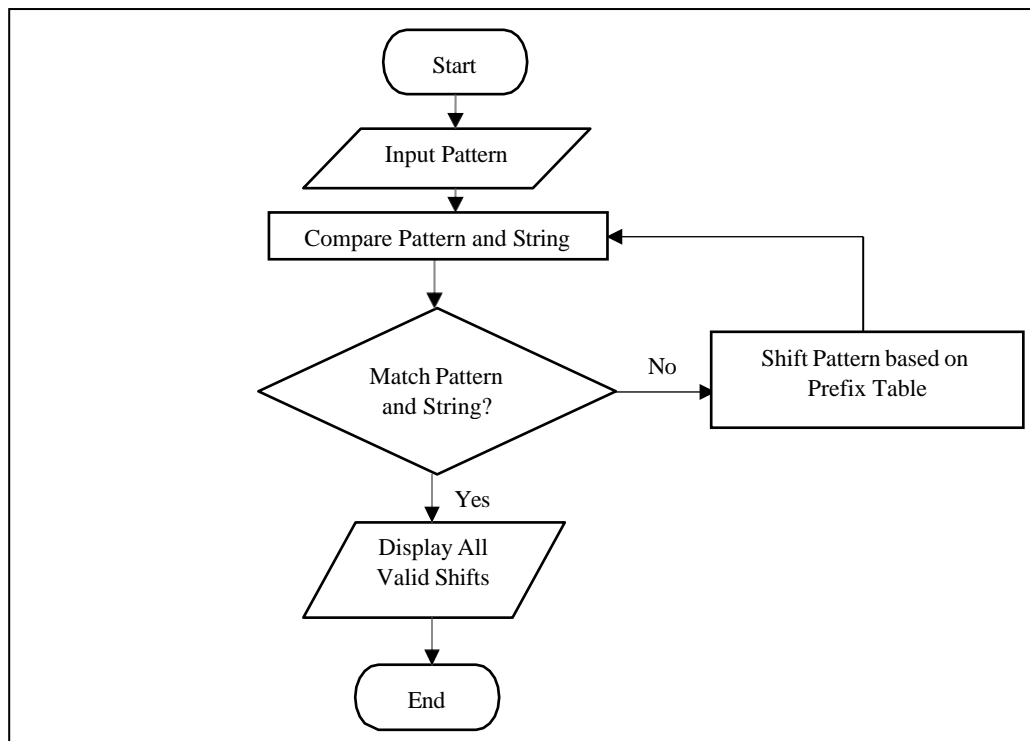 Start
Input Pattern
Compare Pattern and String
Match Pattern
and String?
No
Shift Pattern based on
Prefix Table
Yes
Display All
Valid Shifts
End